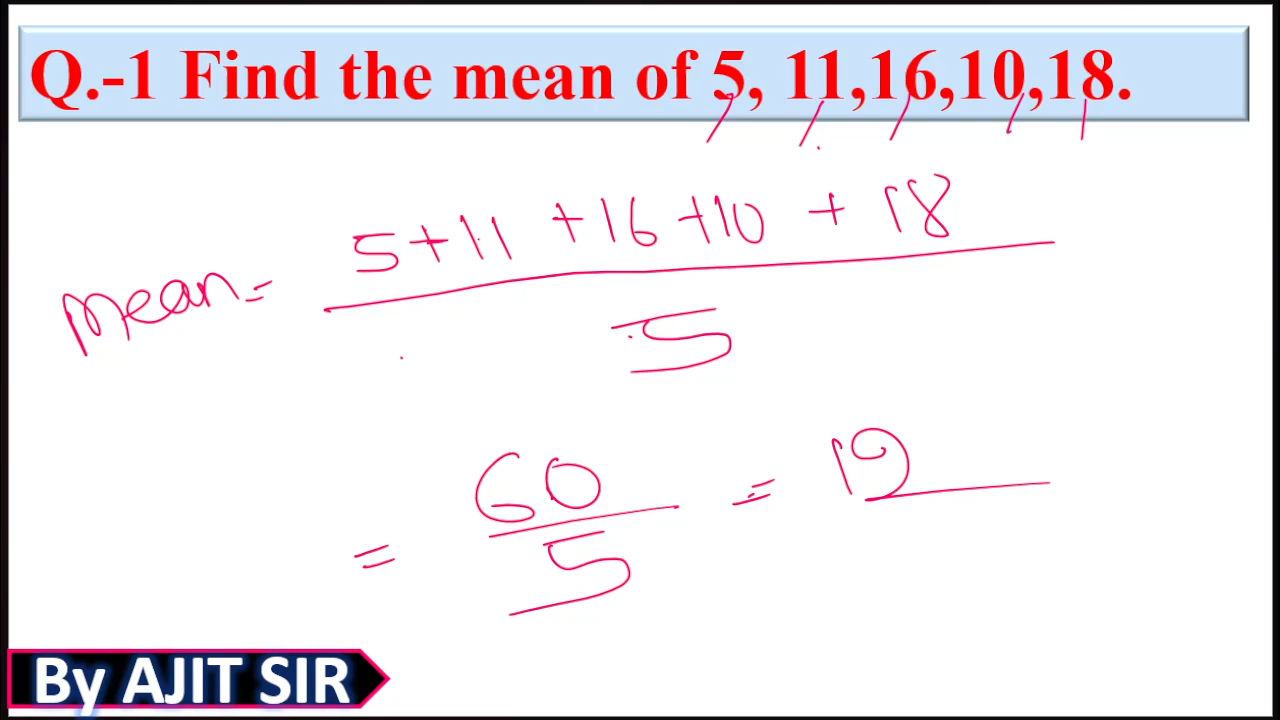 Q.-1 Find the mean of 5, 11,16,10,18.
5+11 +16+10 + 18
mean=
5
60
= 12
=
5
By AJIT SIR